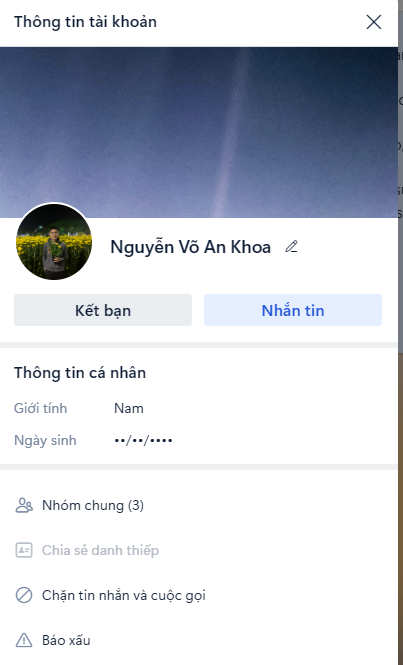 Thông tin tài khoản
Nguyễn Võ An Khoa
Kết bạn
Nhắn tin
Thông tin cá nhân
Giới tính Nam
Ngày sinh ••/••/••••
Nhóm chung (3)
Chia sẻ danh thiếp
Chặn tin nhắn và cuộc gọi
Báo xấu